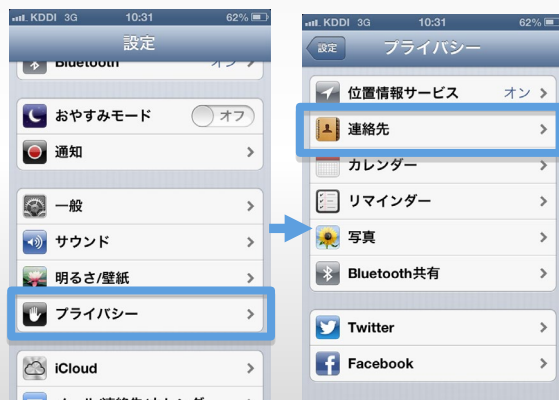 KDDI 3G 10:31 62%
設定
Bluetooth オン
おやすみモード オフ
通知
一般
サウンド
明るさ/壁紙
プライバシー
iCloud
KDDI 3G 10:31 62%
設定 プライバシー
位置情報サービス オン
連絡先
カレンダー
リマインダー
写真
Bluetooth共有
Twitter
Facebook